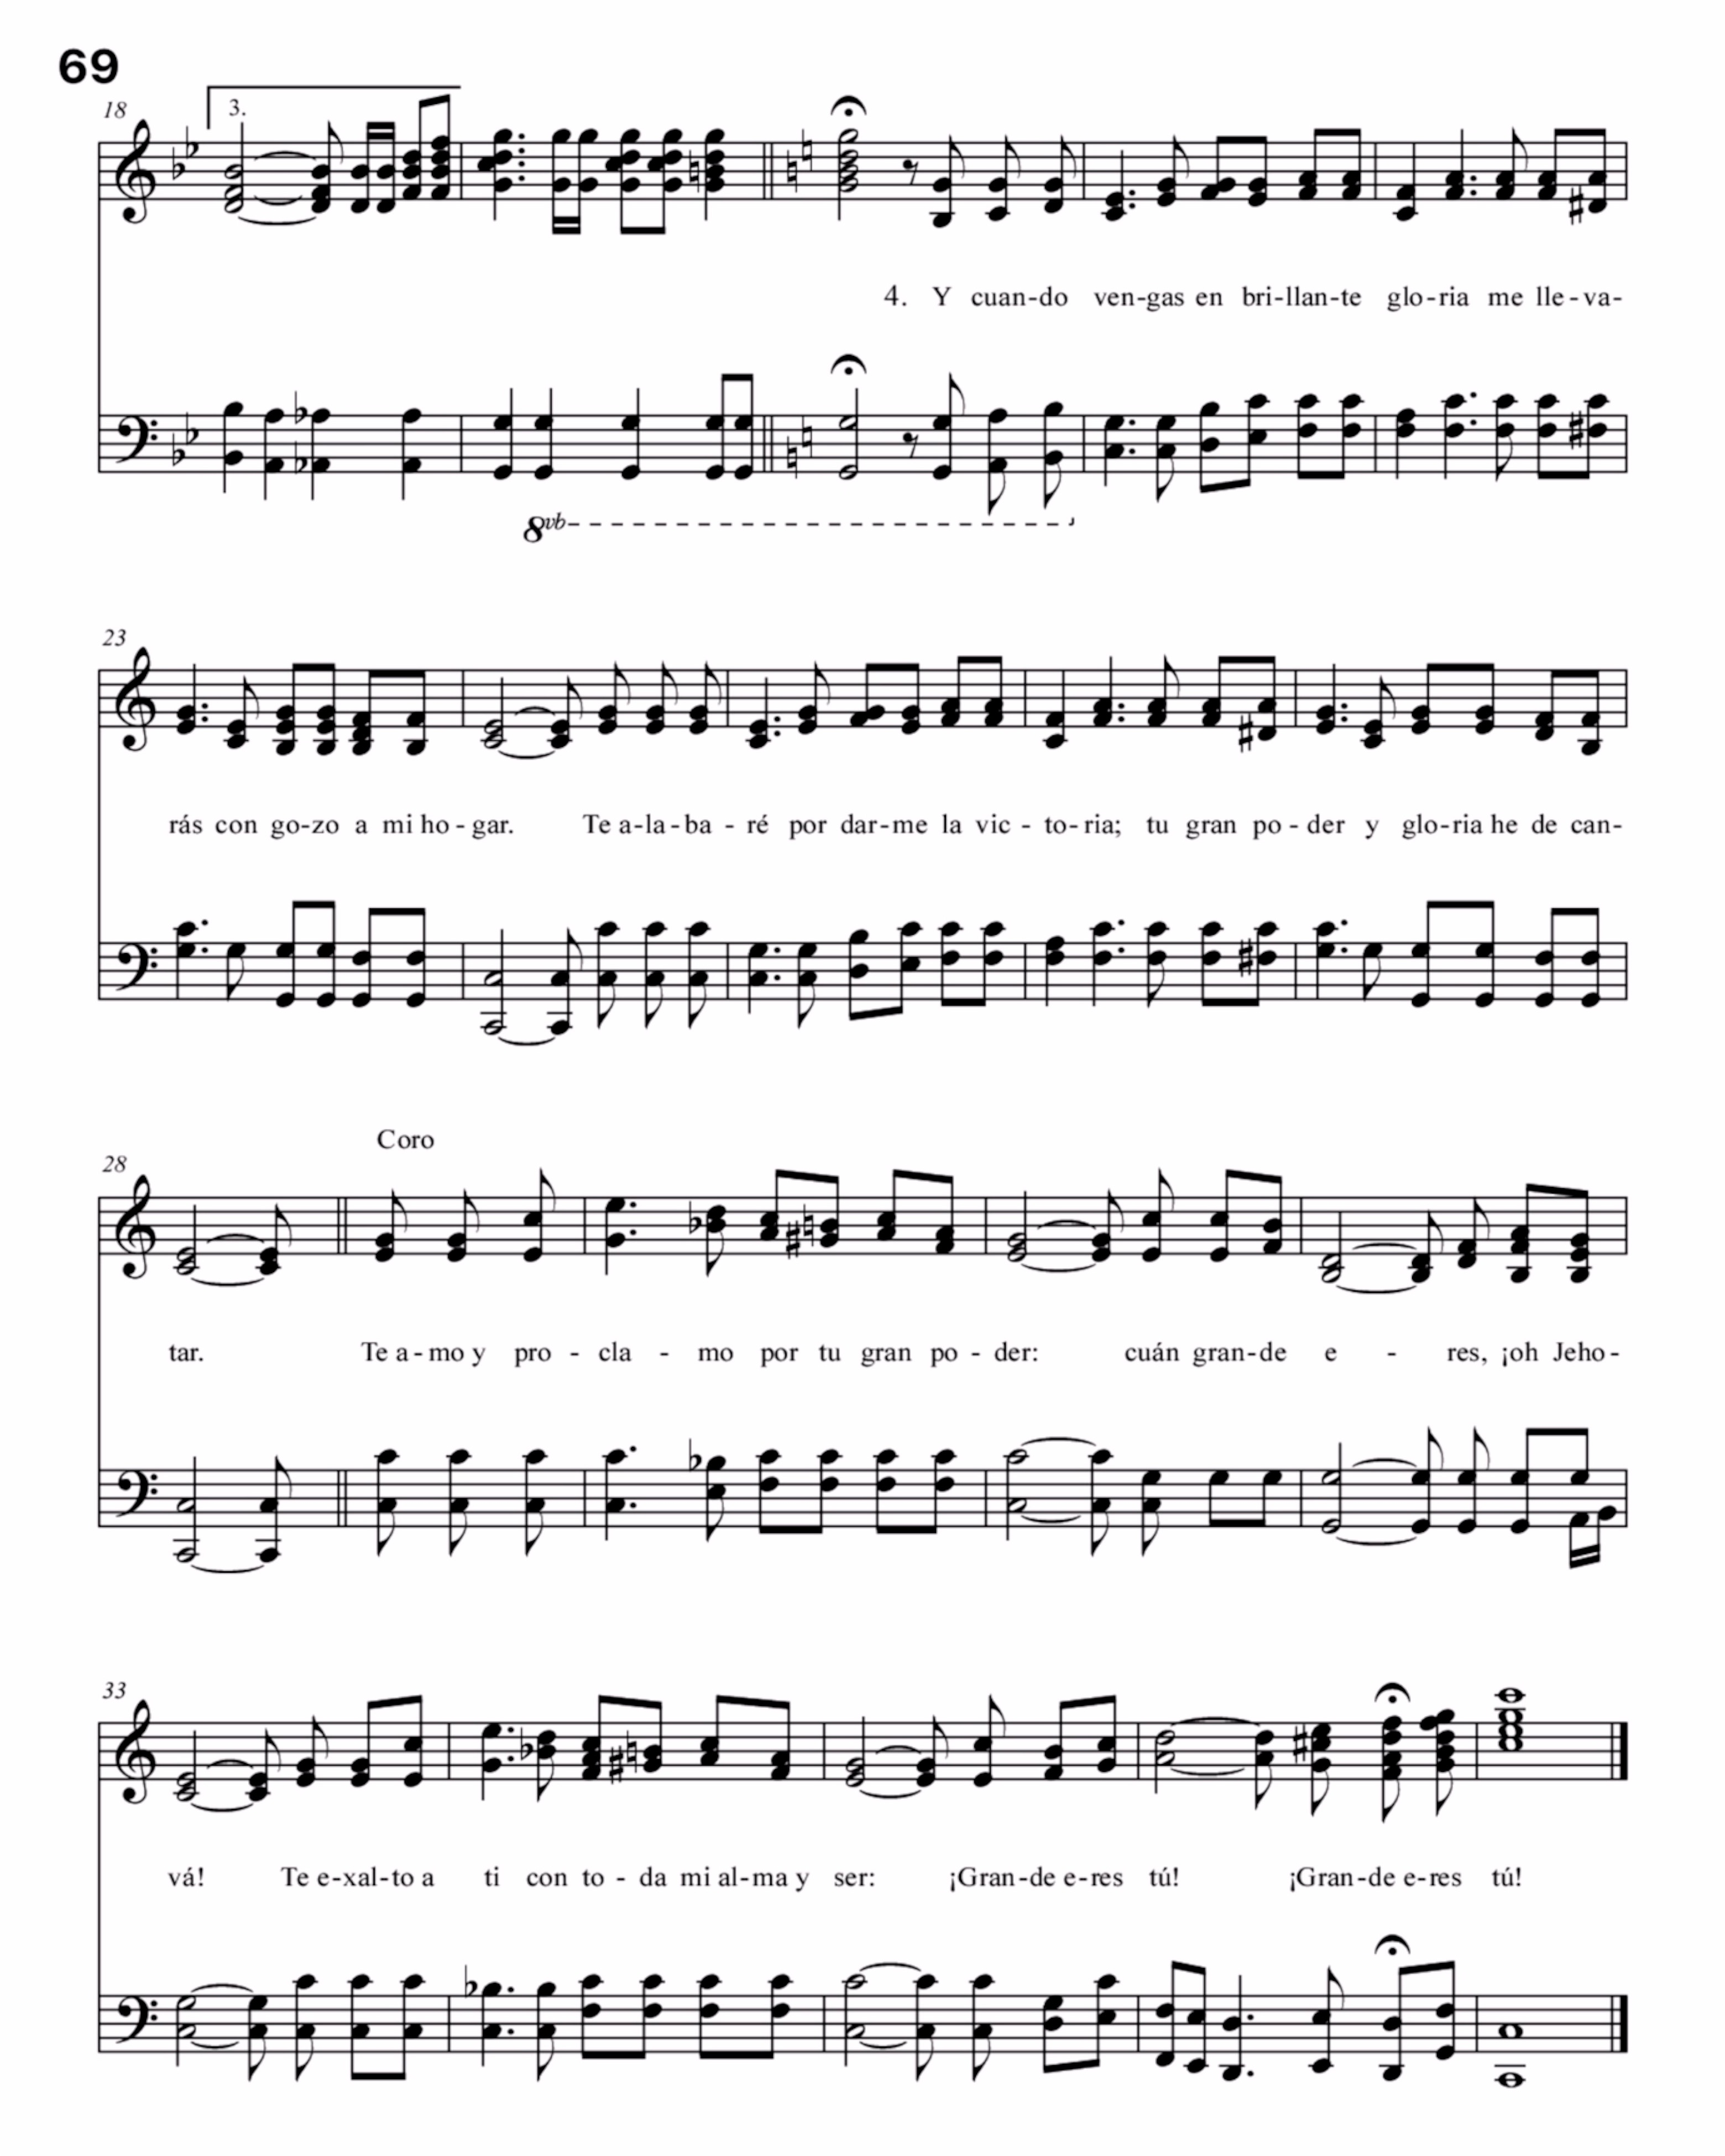 69
18
3.
4. Y cuan-do ven-gas en bri-llan-te glo-ria me lle-va-
8vb
23
rás con go-zo a mi ho-gar. Te a-la-ba-ré por dar-me la vic-to-ria; tu gran po-der y glo-ria he de can-
Coro
28
tar. Te a-mo y pro-cla-mo por tu gran po-der: cuán gran-de e-res, ¡oh Jeho-
33
vá! Te e-xal-to a ti con to-da mi al-ma y ser: ¡Gran-de e-res tú! ¡Gran-de e-res tú!